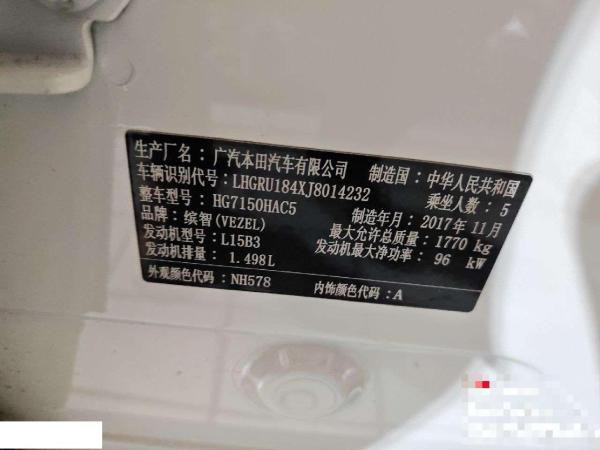 生产厂名：广汽本田汽车有限公司 制造国：中华人民共和国
车辆识别代号：LHGRU184XJ8014232 乘坐人数：5
整车型号：HG7150HAC5 制造年月：2017年11月
品牌：缤智(VEZEL) 最大允许总质量：1770 kg
发动机型号：L15B3 发动机最大净功率：96 kW
发动机排量：1.498L
外观颜色代码：NH578 内饰颜色代码：A